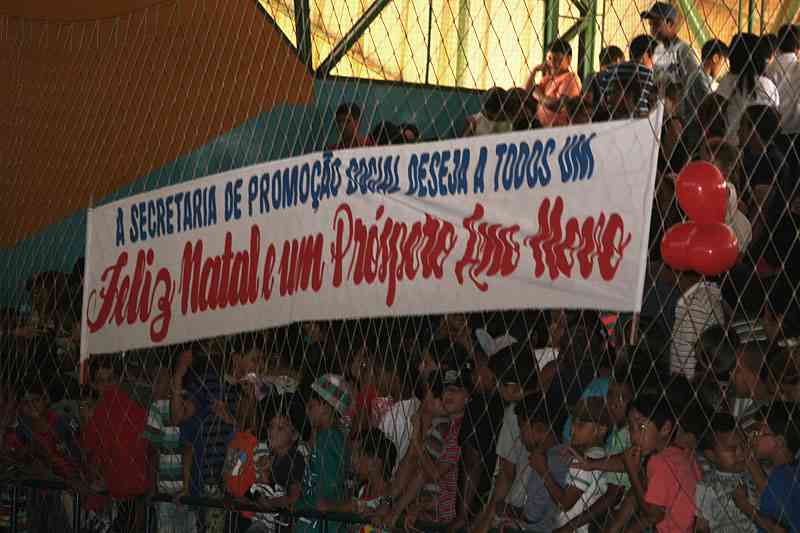 A SECRETARIA DE PROMOÇÃO SOCIAL DESEJA A TODOS UM
Feliz Natal e um Próspero Ano Novo